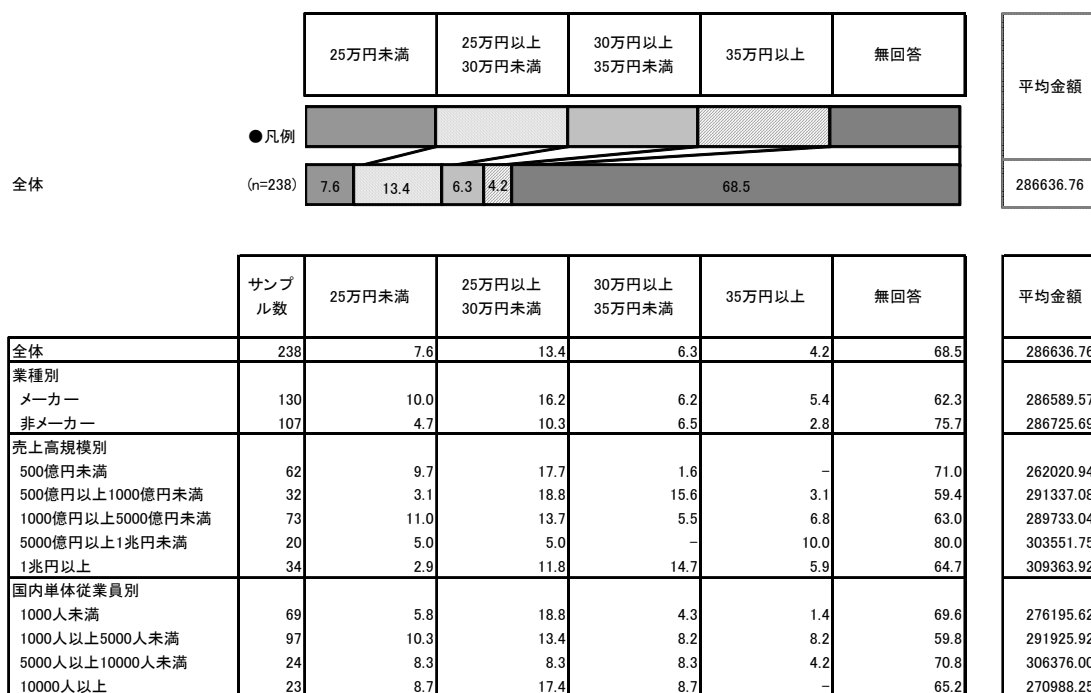 25万円未満 25万円以上 30万円未満 30万円以上 35万円未満 35万円以上 無回答 平均金額
●凡例
全体 (n=238) 7.6 13.4 6.3 4.2 68.5 286636.76
サンプル数 25万円未満 25万円以上 30万円未満 30万円以上 35万円未満 35万円以上 無回答 平均金額
全体 238 7.6 13.4 6.3 4.2 68.5 286636.76
業種別
メーカー 130 10.0 16.2 6.2 5.4 62.3 286589.57
非メーカー 107 4.7 10.3 6.5 2.8 75.7 286725.69
売上高規模別
500億円未満 62 9.7 17.7 1.6 － 71.0 262020.94
500億円以上1000億円未満 32 3.1 18.8 15.6 3.1 59.4 291337.08
1000億円以上5000億円未満 73 11.0 13.7 5.5 6.8 63.0 289733.04
5000億円以上1兆円未満 20 5.0 5.0 － 10.0 80.0 303551.75
1兆円以上 34 2.9 11.8 14.7 5.9 64.7 309363.92
国内単体従業員別
1000人未満 69 5.8 18.8 4.3 1.4 69.6 276195.62
1000人以上5000人未満 97 10.3 13.4 8.2 8.2 59.8 291925.92
5000人以上10000人未満 24 8.3 8.3 8.3 4.2 70.8 306376.00
10000人以上 23 8.7 17.4 8.7 － 65.2 270988.25